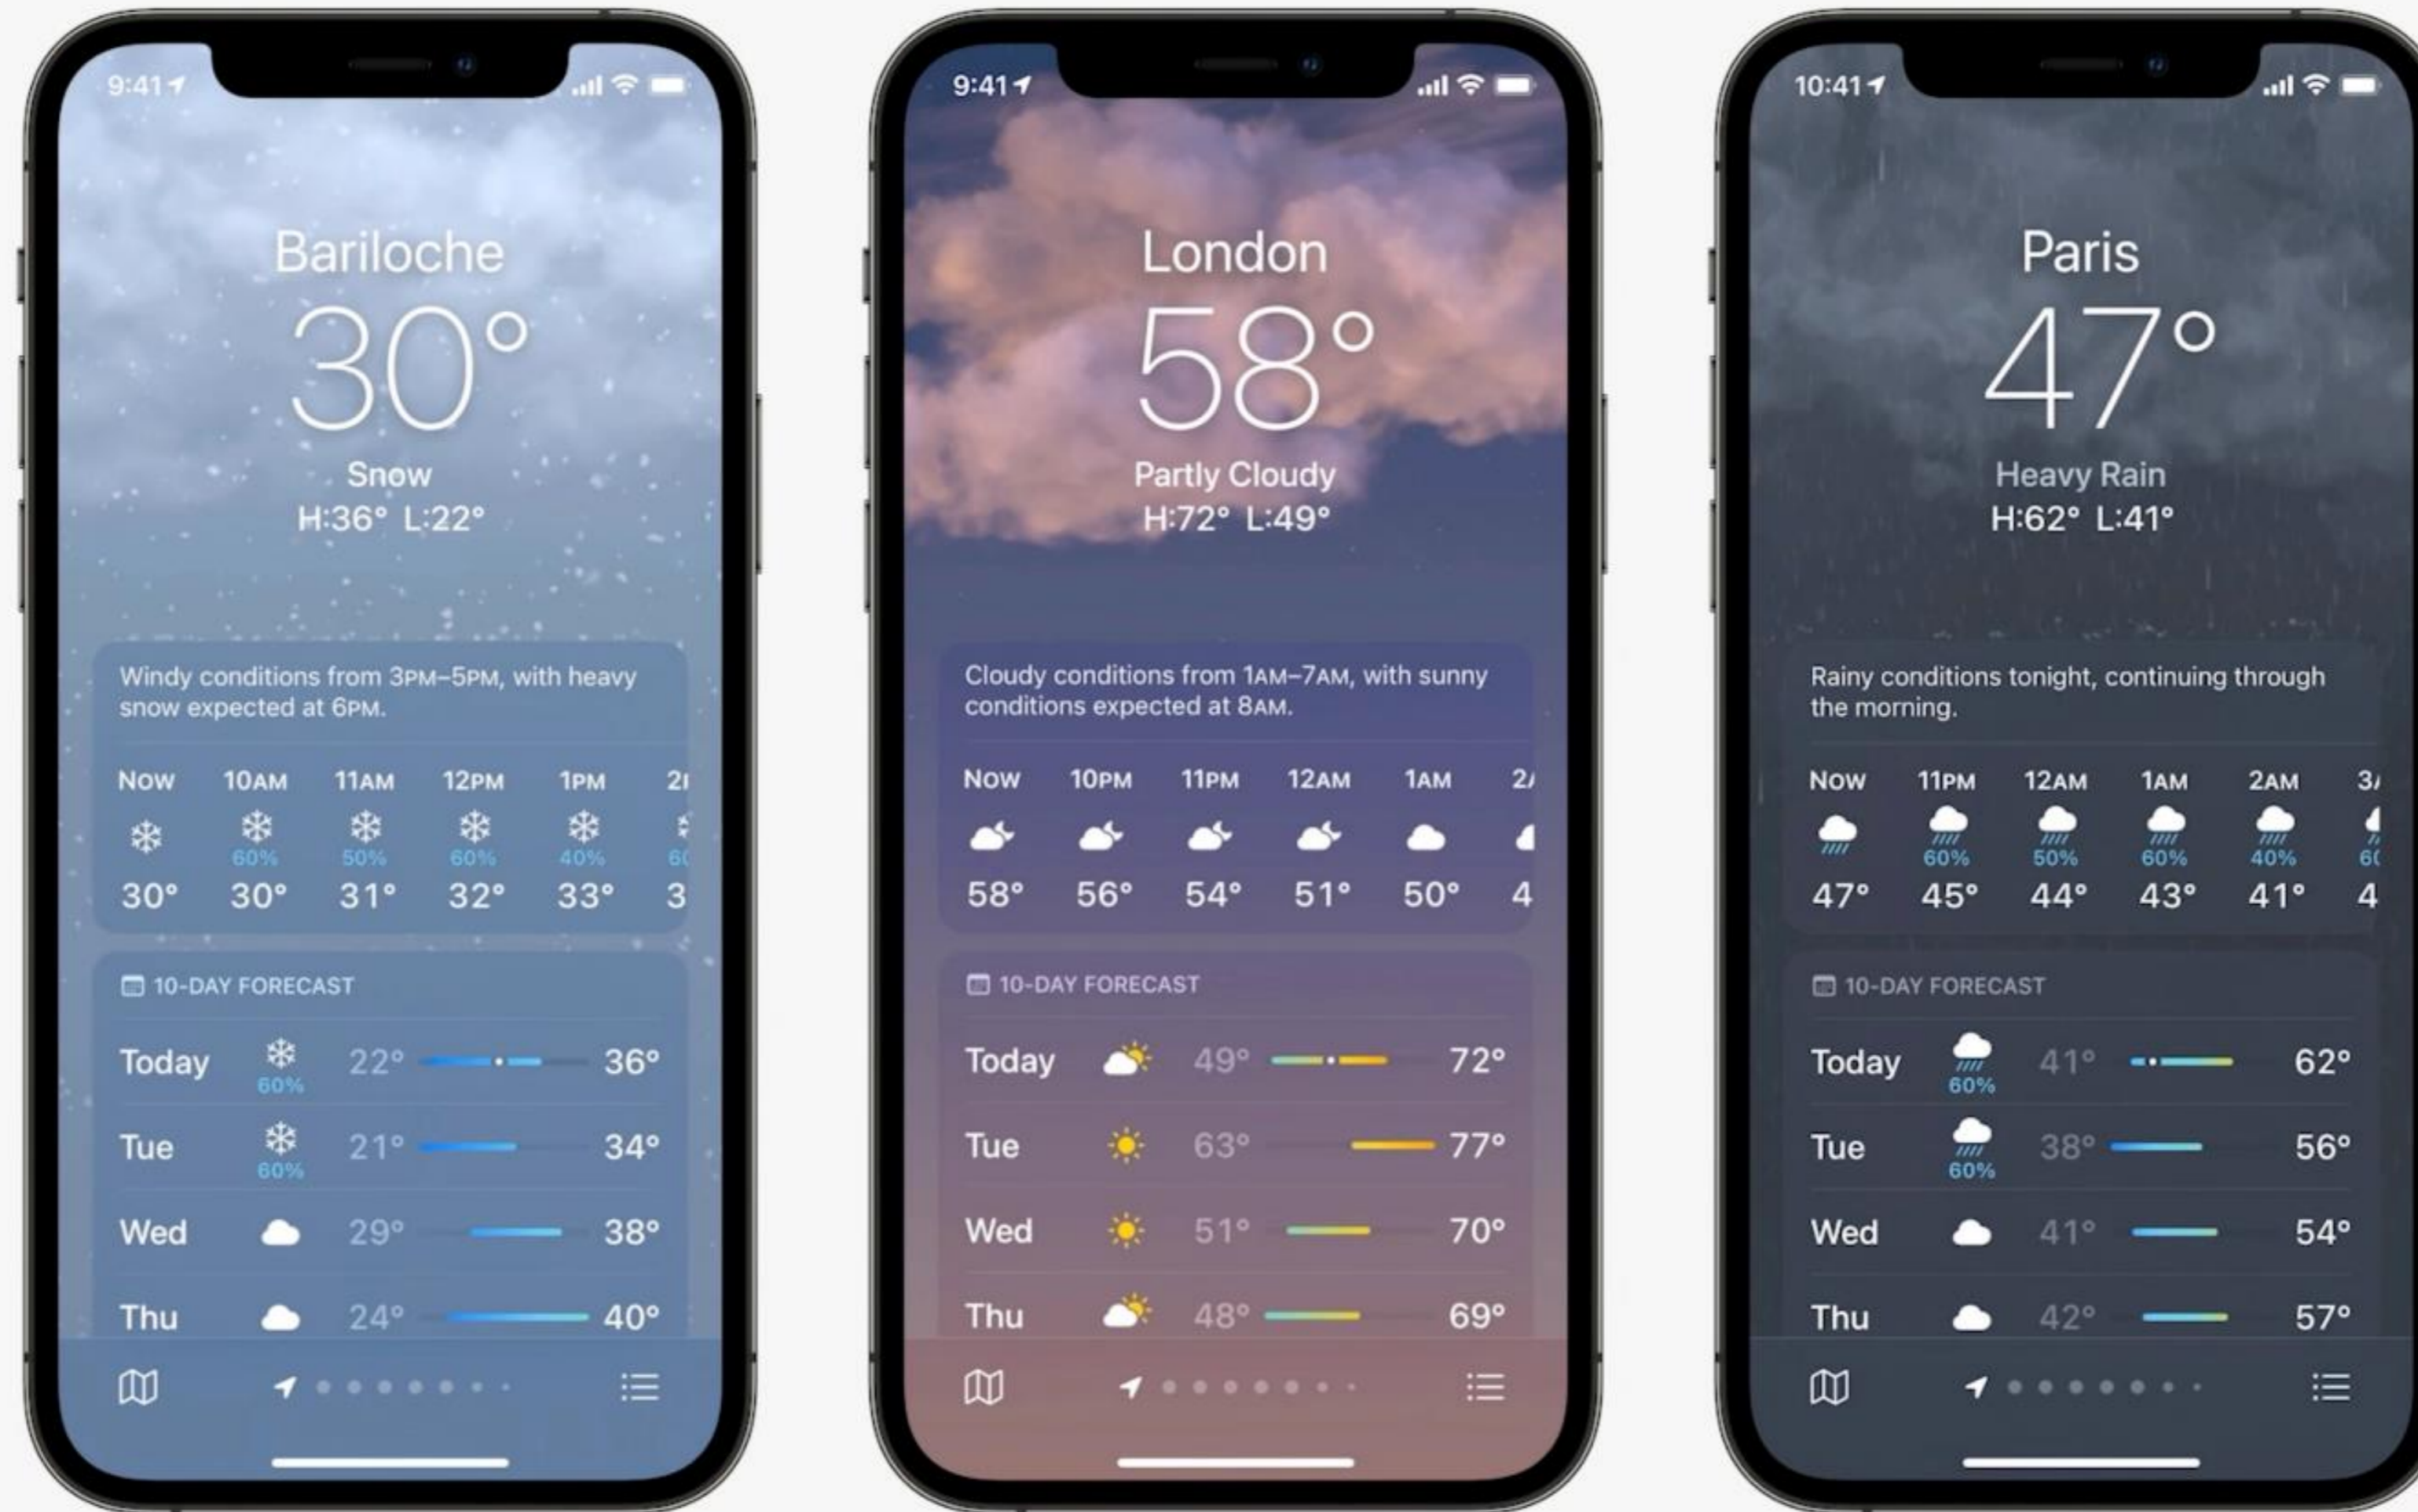 9:41
Bariloche
30°
Snow
H:36° L:22°
Windy conditions from 3PM–5PM, with heavy
snow expected at 6PM.
Now 10AM 11AM 12PM 1PM
60% 50% 60% 40%
30° 30° 31° 32° 33°
10-DAY FORECAST
Today 22° 36°
60%
Tue 21° 34°
60%
Wed 29° 38°
Thu 24° 40°
9:41
London
58°
Partly Cloudy
H:72° L:49°
Cloudy conditions from 1AM–7AM, with sunny
conditions expected at 8AM.
Now 10PM 11PM 12AM 1AM
58° 56° 54° 51° 50°
10-DAY FORECAST
Today 49° 72°
Tue 63° 77°
Wed 51° 70°
Thu 48° 69°
10:41
Paris
47°
Heavy Rain
H:62° L:41°
Rainy conditions tonight, continuing through
the morning.
Now 11PM 12AM 1AM 2AM
60% 50% 60% 40%
47° 45° 44° 43° 41°
10-DAY FORECAST
Today 41° 62°
60%
Tue 38° 56°
60%
Wed 41° 54°
Thu 42° 57°